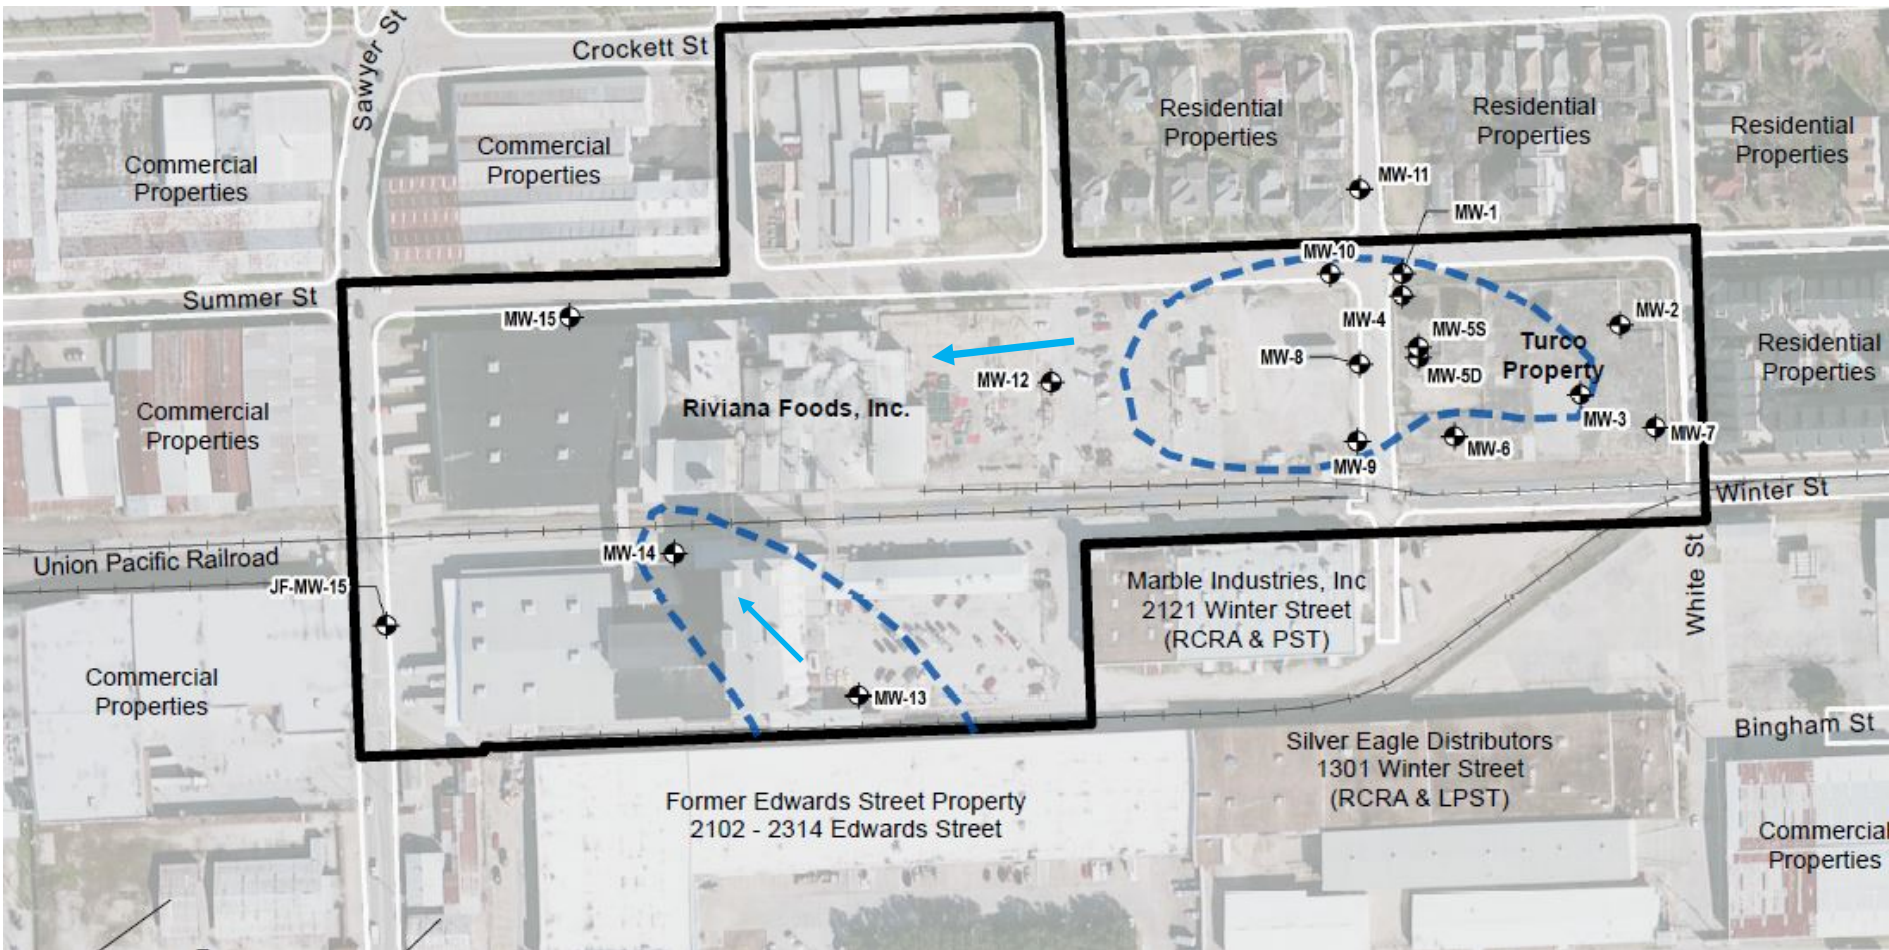 Crockett St
Sawyer St
Commercial
Properties
Commercial
Properties
Residential
Properties
Residential
Properties
Residential
Properties
MW-11
MW-1
MW-10
Summer St
MW-15
MW-4
MW-2
MW-5S
Turco
Property
MW-8
MW-5D
MW-12
Residential
Properties
Riviana Foods, Inc.
Commercial
Properties
MW-3
MW-7
MW-6
MW-9
Winter St
Union Pacific Railroad
MW-14
JF-MW-15
Marble Industries, Inc
2121 Winter Street
(RCRA & PST)
White St
Commercial
Properties
MW-13
Bingham St
Silver Eagle Distributors
1301 Winter Street
(RCRA & LPST)
Former Edwards Street Property
2102 - 2314 Edwards Street
Commercial
Properties